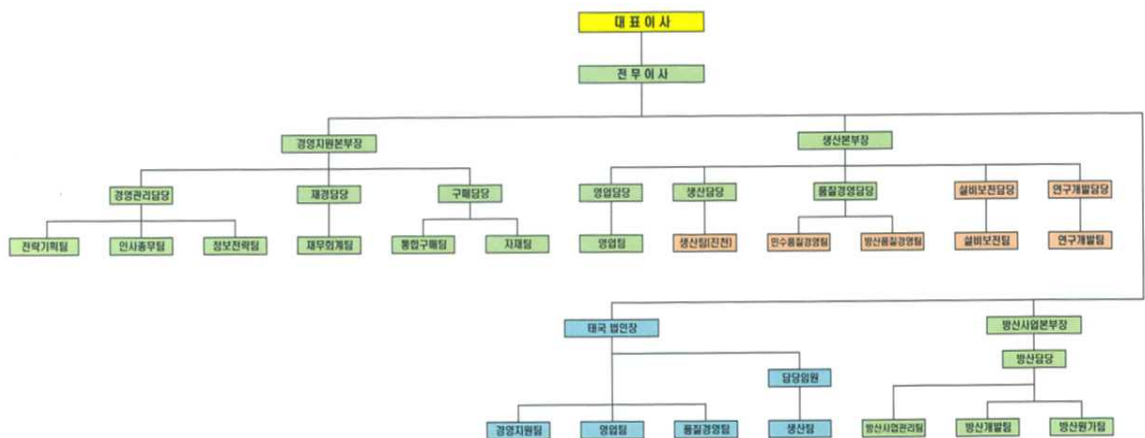 대 표 이 사
전 무 이 사
경영지원본부장 생산본부장
경영관리담당 재경담당 구매담당 영업담당 생산담당 품질경영담당 설비보전담당 연구개발담당
전략기획팀 인사총무팀 정보전략팀 재무회계팀 통합구매팀 자재팀 영업팀 생산팀(진천) 민수품질경영팀 방산품질경영팀 설비보전팀 연구개발팀
태국 법인장 방산사업본부장
방산담당
담당임원
경영지원팀 영업팀 품질경영팀 생산팀 방산사업관리팀 방산개발팀 방산원가팀